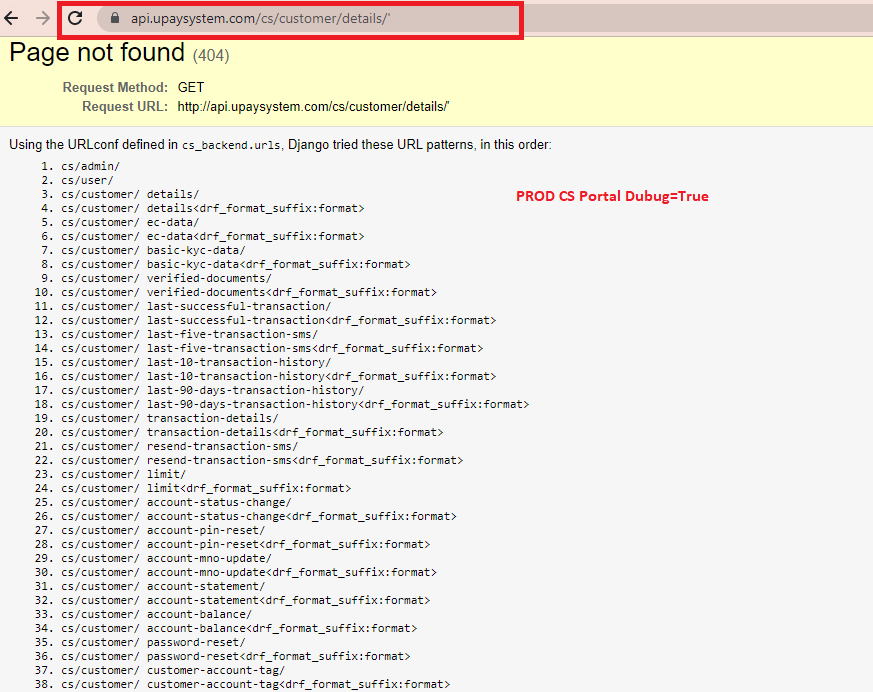 api.upaysystem.com/cs/customer/details/'
Page not found (404)
Request Method: GET
Request URL: http://api.upaysystem.com/cs/customer/details/'
Using the URLconf defined in cs_backend.urls, Django tried these URL patterns, in this order:
1. cs/admin/
2. cs/user/
3. cs/customer/ details/
PROD CS Portal Dubug=True
4. cs/customer/ details<drf_format_suffix:format>
5. cs/customer/ ec-data/
6. cs/customer/ ec-data<drf_format_suffix:format>
7. cs/customer/ basic-kyc-data/
8. cs/customer/ basic-kyc-data<drf_format_suffix:format>
9. cs/customer/ verified-documents/
10. cs/customer/ verified-documents<drf_format_suffix:format>
11. cs/customer/ last-successful-transaction/
12. cs/customer/ last-successful-transaction<drf_format_suffix:format>
13. cs/customer/ last-five-transaction-sms/
14. cs/customer/ last-five-transaction-sms<drf_format_suffix:format>
15. cs/customer/ last-10-transaction-history/
16. cs/customer/ last-10-transaction-history<drf_format_suffix:format>
17. cs/customer/ last-90-days-transaction-history/
18. cs/customer/ last-90-days-transaction-history<drf_format_suffix:format>
19. cs/customer/ transaction-details/
20. cs/customer/ transaction-details<drf_format_suffix:format>
21. cs/customer/ resend-transaction-sms/
22. cs/customer/ resend-transaction-sms<drf_format_suffix:format>
23. cs/customer/ limit/
24. cs/customer/ limit<drf_format_suffix:format>
25. cs/customer/ account-status-change/
26. cs/customer/ account-status-change<drf_format_suffix:format>
27. cs/customer/ account-pin-reset/
28. cs/customer/ account-pin-reset<drf_format_suffix:format>
29. cs/customer/ account-mno-update/
30. cs/customer/ account-mno-update<drf_format_suffix:format>
31. cs/customer/ account-statement/
32. cs/customer/ account-statement<drf_format_suffix:format>
33. cs/customer/ account-balance/
34. cs/customer/ account-balance<drf_format_suffix:format>
35. cs/customer/ password-reset/
36. cs/customer/ password-reset<drf_format_suffix:format>
37. cs/customer/ customer-account-tag/
38. cs/customer/ customer-account-tag<drf_format_suffix:format>